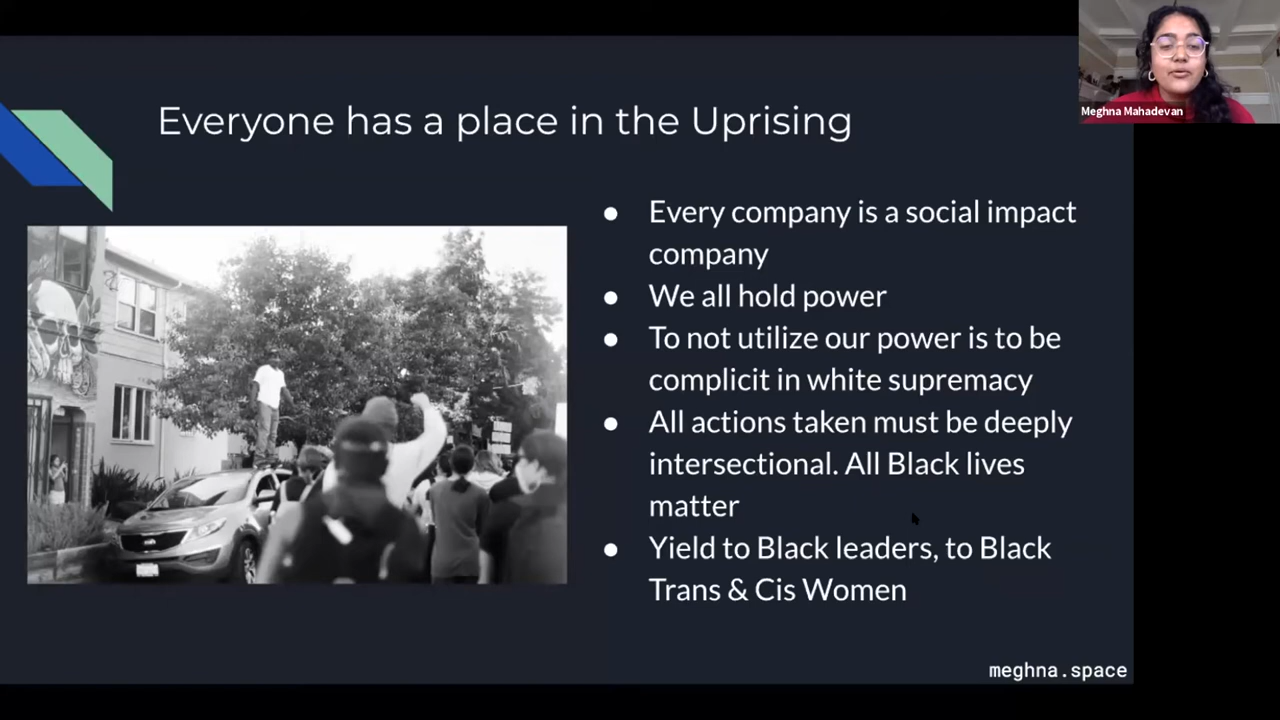 Meghna Mahadevan
Everyone has a place in the Uprising
● Every company is a social impact
company
● We all hold power
● To not utilize our power is to be
complicit in white supremacy
● All actions taken must be deeply
intersectional. All Black lives
matter
● Yield to Black leaders, to Black
Trans & Cis Women
meghna.space